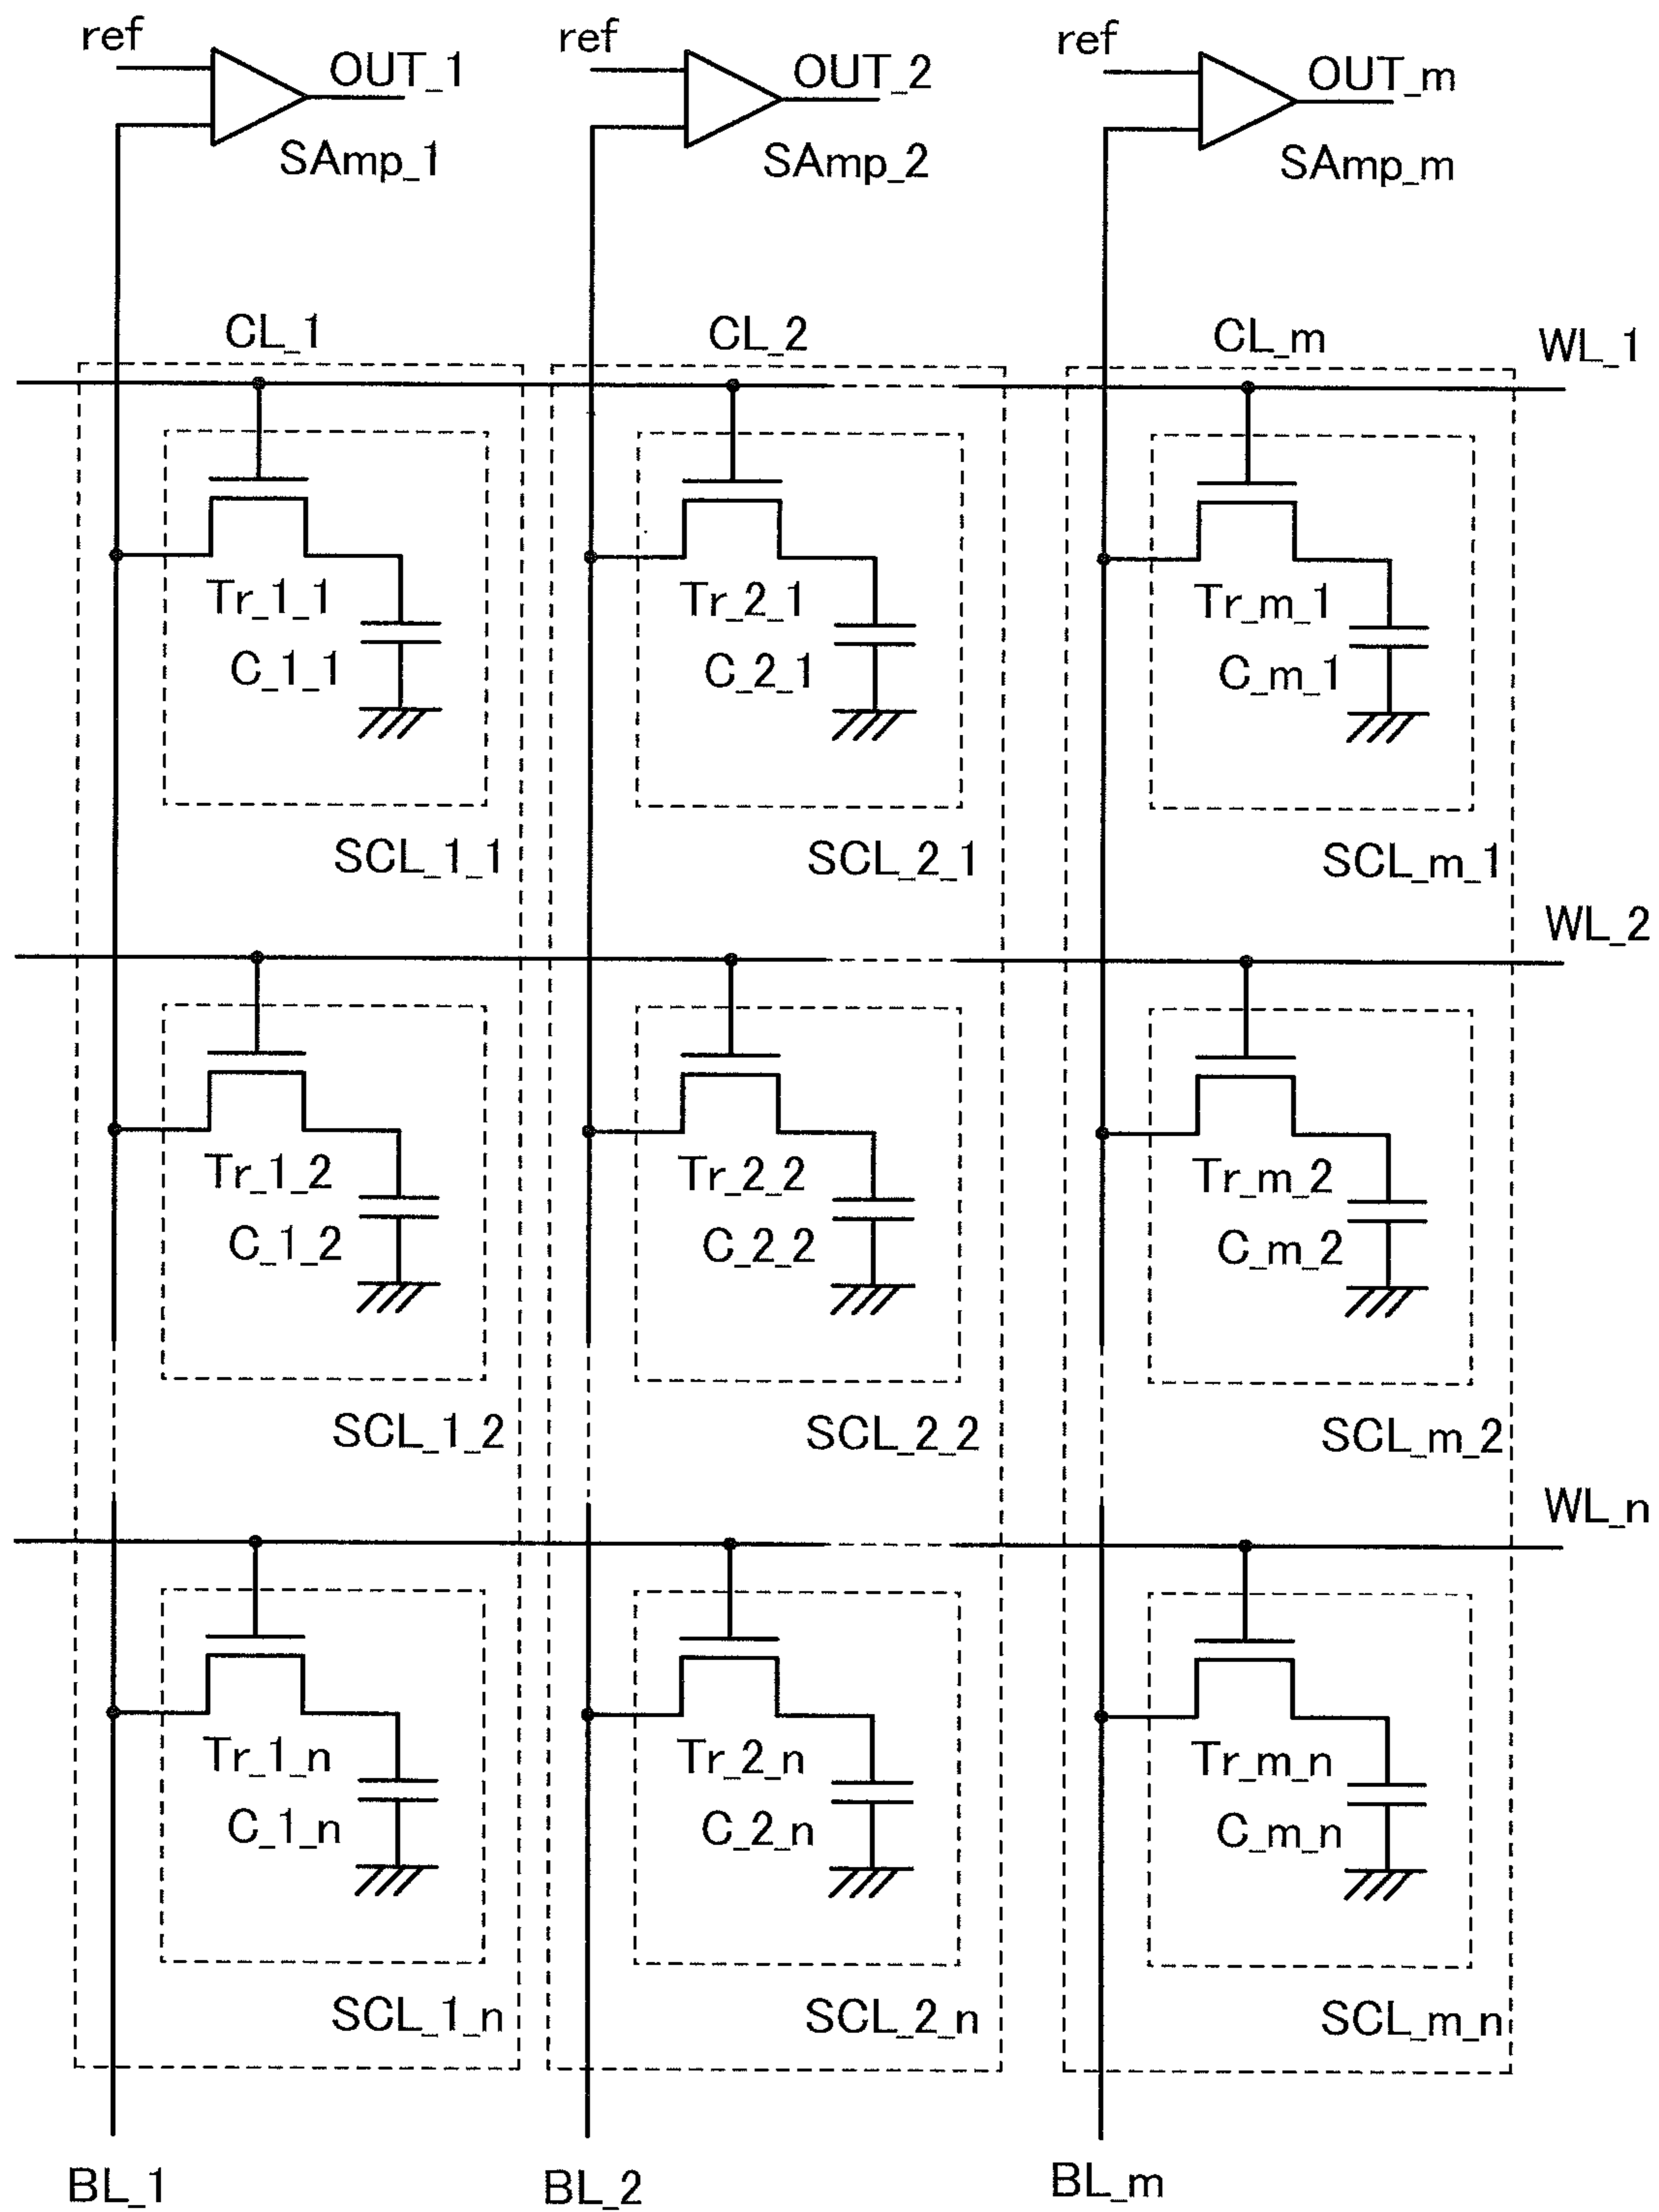 ref
OUT_1
SAmp_1
ref
OUT_2
SAmp_2
ref
OUT_m
SAmp_m
CL_1
CL_2
CL_m
WL_1
Tr_1_1
C_1_1
SCL_1_1
Tr_2_1
C_2_1
SCL_2_1
Tr_m_1
C_m_1
SCL_m_1
WL_2
Tr_1_2
C_1_2
SCL_1_2
Tr_2_2
C_2_2
SCL_2_2
Tr_m_2
C_m_2
SCL_m_2
WL_n
Tr_1_n
C_1_n
SCL_1_n
Tr_2_n
C_2_n
SCL_2_n
Tr_m_n
C_m_n
SCL_m_n
BL_1
BL_2
BL_m